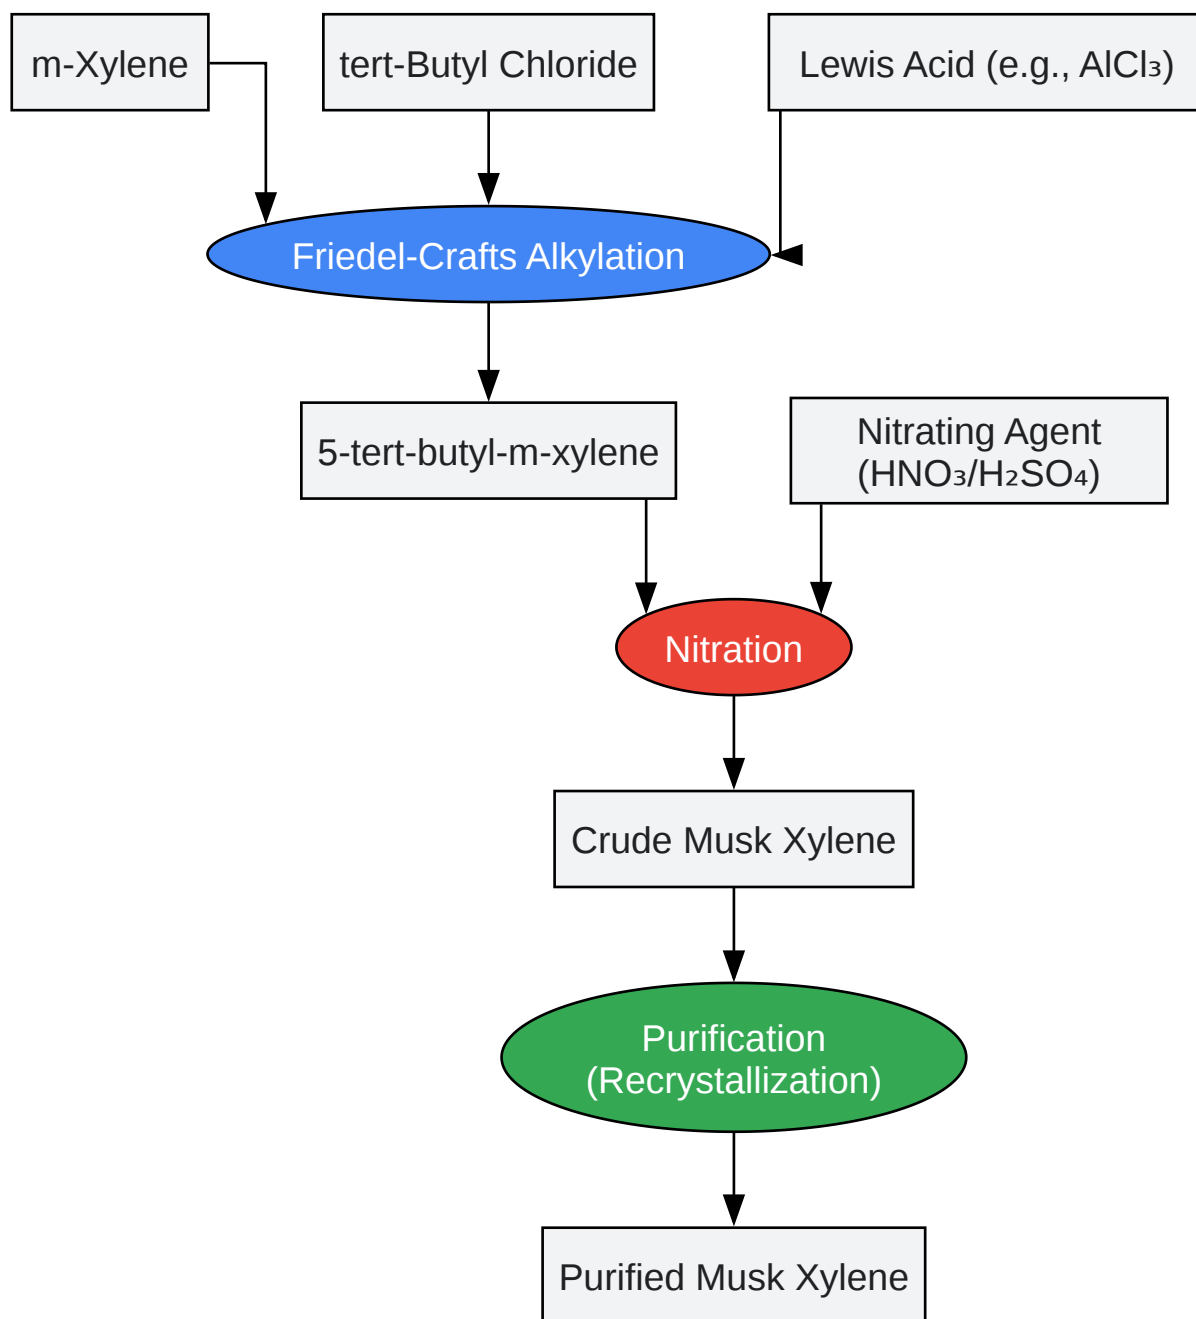 m-Xylene
tert-Butyl Chloride
Lewis Acid (e.g., AlCl₃)
Friedel-Crafts Alkylation
5-tert-butyl-m-xylene
Nitrating Agent
(HNO₃/H₂SO₄)
Nitration
Crude Musk Xylene
Purification
(Recrystallization)
Purified Musk Xylene